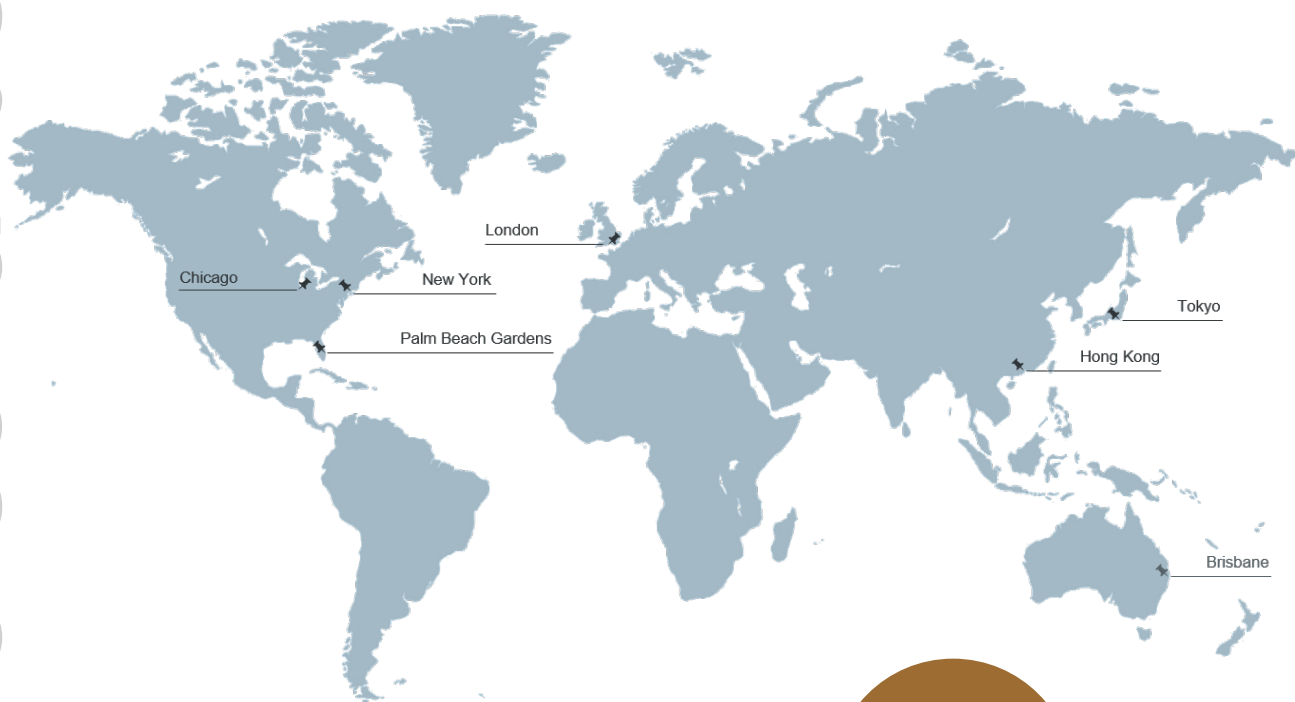 London
Chicago
New York
Tokyo
Palm Beach Gardens
Hong Kong
Brisbane